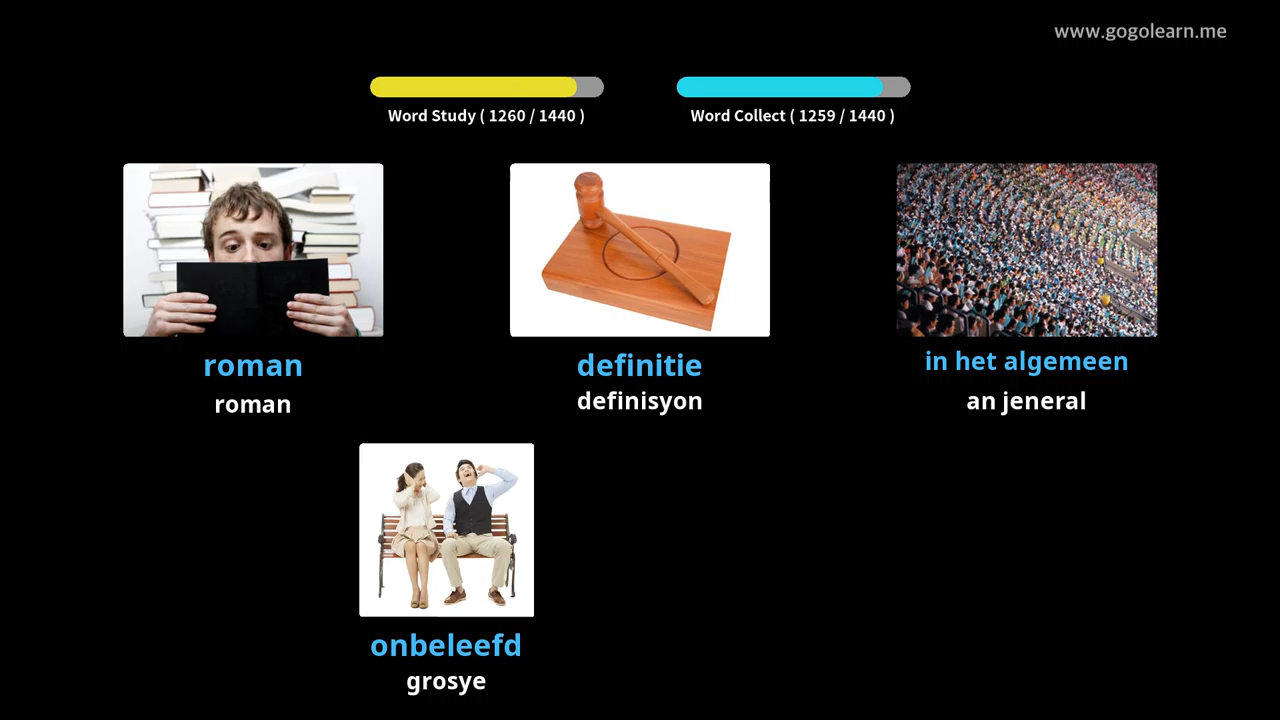 www.gogolearn.me
Word Study ( 1260 / 1440 )
Word Collect ( 1259 / 1440 )
roman
roman
definitie
definisyon
in het algemeen
an jeneral
onbeleefd
grosye